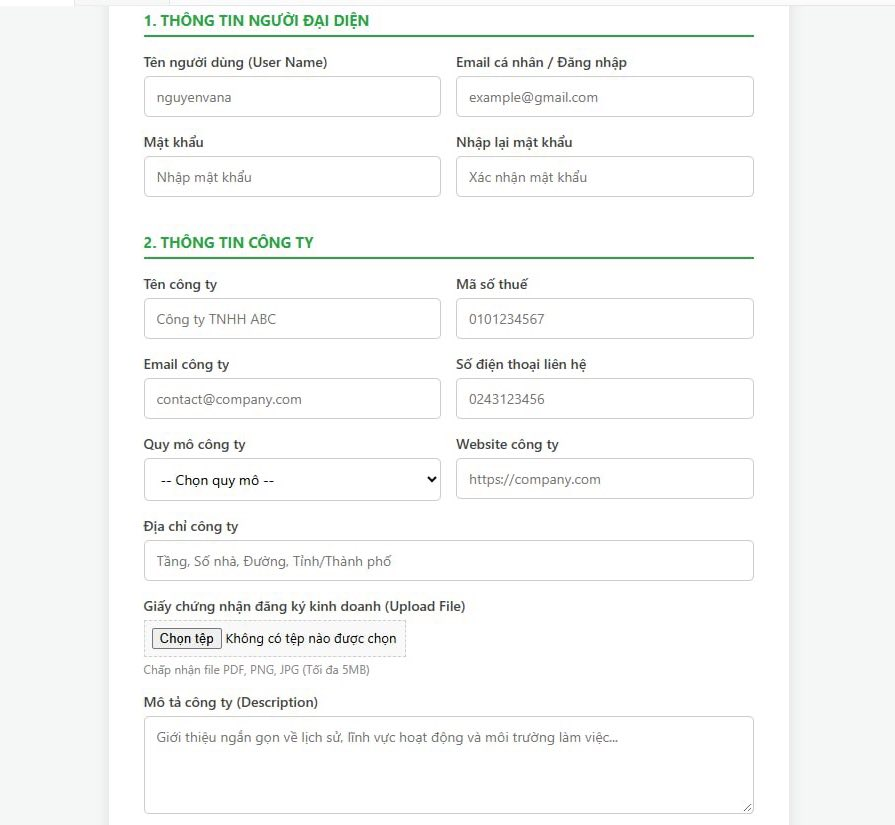 1. THÔNG TIN NGƯỜI ĐẠI DIỆN
Tên người dùng (User Name)
Email cá nhân / Đăng nhập
nguyenvana
example@gmail.com
Mật khẩu
Nhập lại mật khẩu
Nhập mật khẩu
Xác nhận mật khẩu
2. THÔNG TIN CÔNG TY
Tên công ty
Mã số thuế
Công ty TNHH ABC
0101234567
Email công ty
Số điện thoại liên hệ
contact@company.com
0243123456
Quy mô công ty
Website công ty
-- Chọn quy mô --
https://company.com
Địa chỉ công ty
Tầng, Số nhà, Đường, Tỉnh/Thành phố
Giấy chứng nhận đăng ký kinh doanh (Upload File)
Chọn tệp Không có tệp nào được chọn
Chấp nhận file PDF, PNG, JPG (Tối đa 5MB)
Mô tả công ty (Description)
Giới thiệu ngắn gọn về lịch sử, lĩnh vực hoạt động và môi trường làm việc...